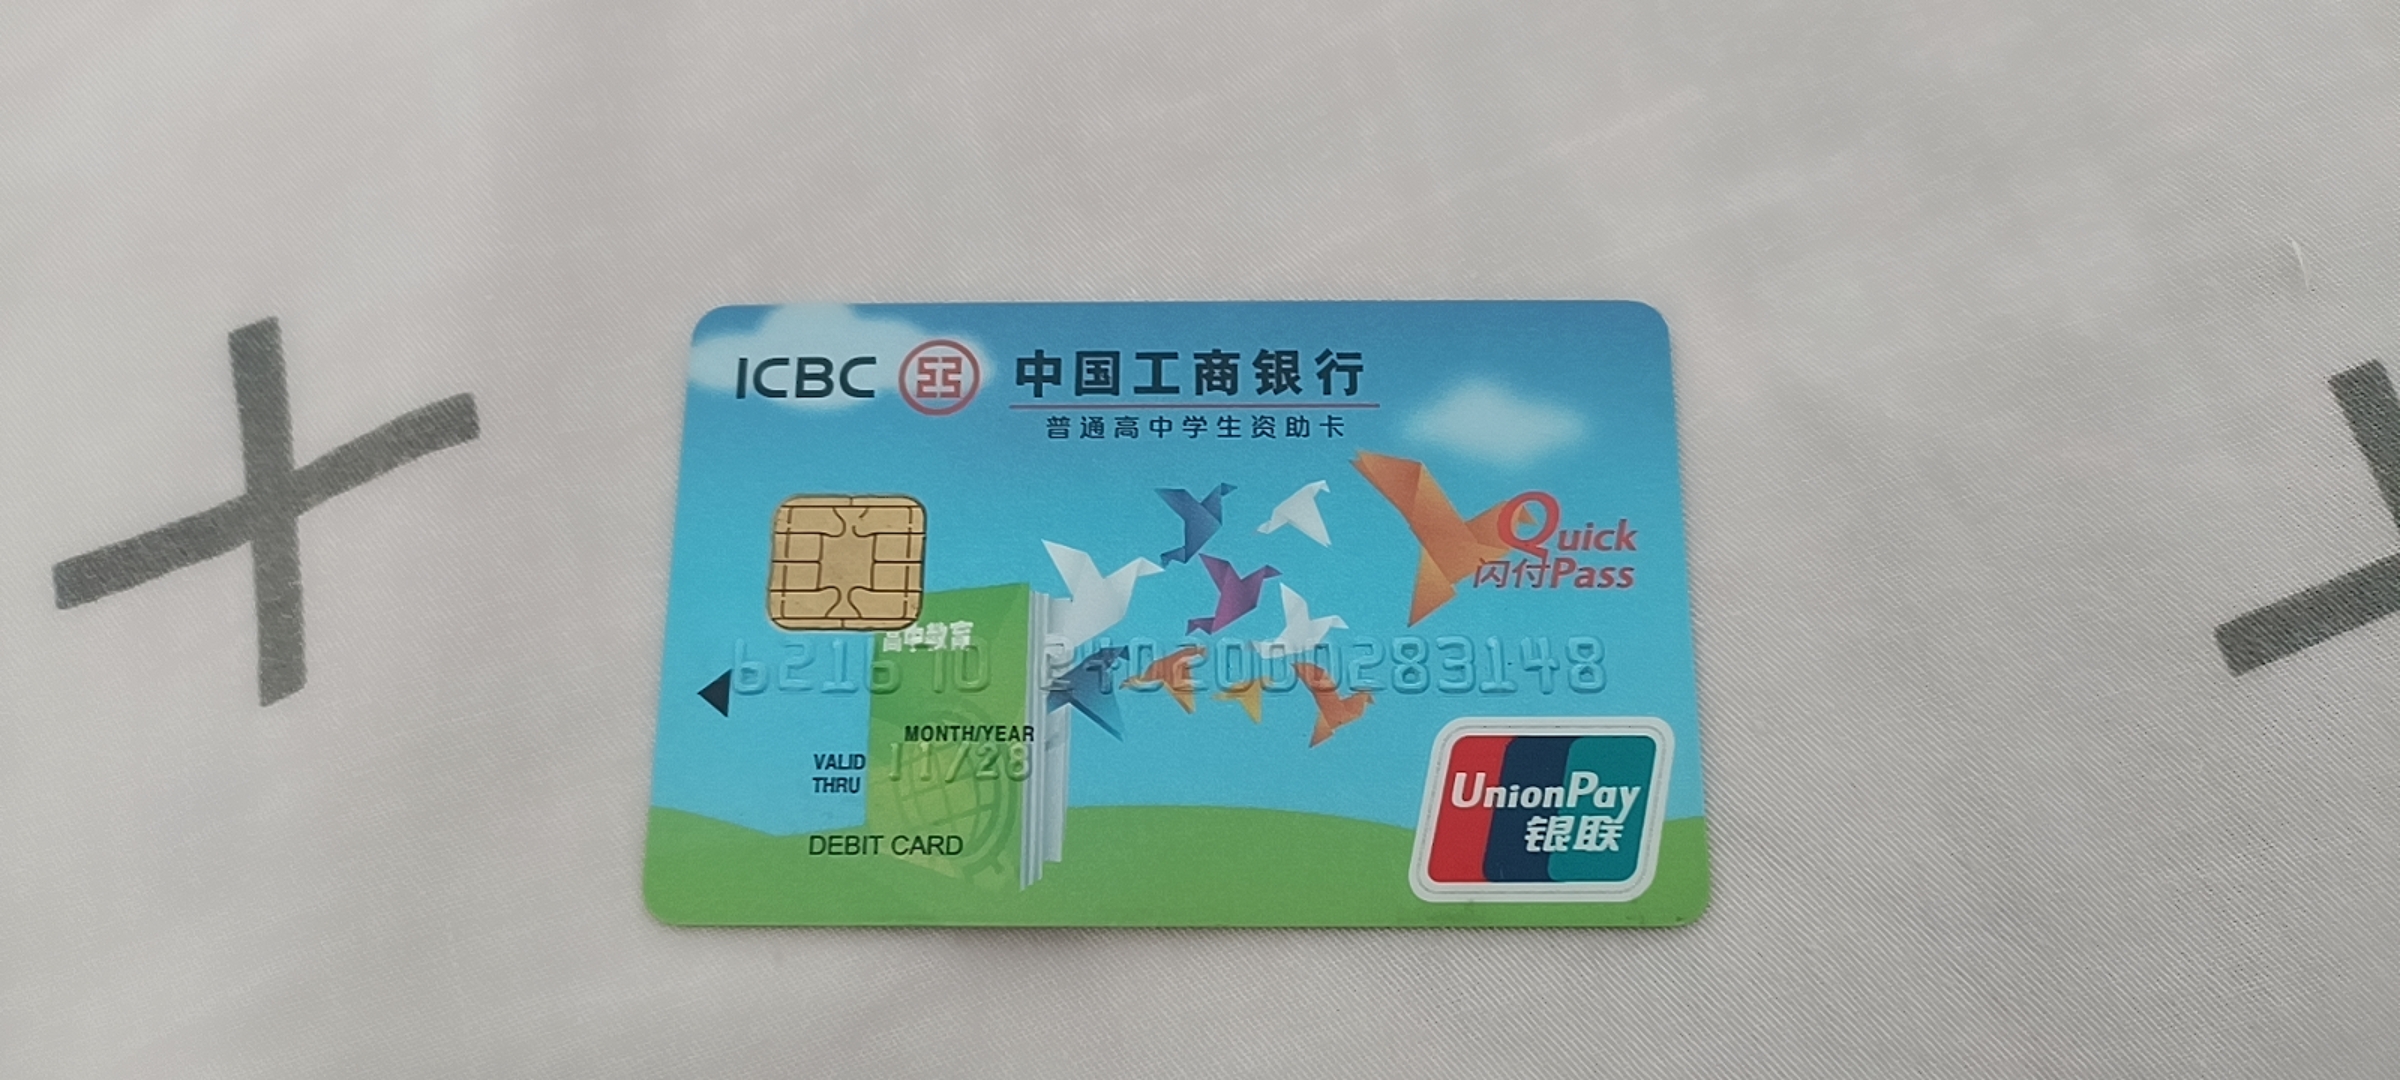 ICBC 中国工商银行
普通高中学生资助卡
Quick
闪付Pass
高中教育
621670 2402000283148
MONTH/YEAR
VALID THRU 11/28
DEBIT CARD
UnionPay
银联